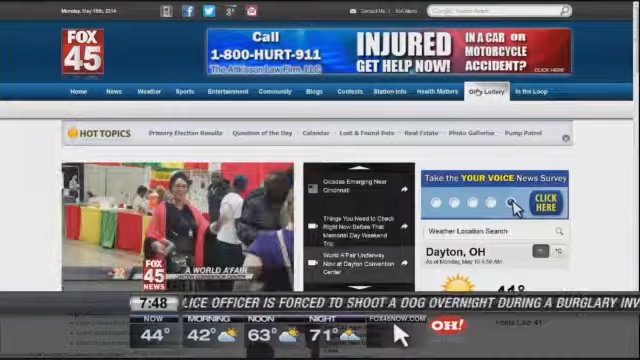 Monday, May 19th, 2014
Contact Us
FOX
45
Call
1-800-HURT-911
The Attkisson Law Firm, LLC
INJURED
GET HELP NOW!
IN A CAR OR
MOTORCYCLE
ACCIDENT?
CLICK HERE
Home News Weather Sports Entertainment Community Blogs Contests Station Info Health Matters Ohio Lottery In the Loop
HOT TOPICS Primary Election Results Question of the Day Calendar Lost & Found Pets Real Estate Photo Galleries Pump Patrol
Cicadas Emerging Near
Cincinnati
Things You Need to Check
Right Now Before That
Memorial Day Weekend
Trip
World A'Fair Underway
Now at Dayton Convention
Center
Take the YOUR VOICE News Survey
CLICK
HERE
Weather Location Search
Dayton, OH
°F °C
FOX
45
NEWS
A WORLD A'FAIR
DAYTON CONVENTION CENTER
7:48 LICE OFFICER IS FORCED TO SHOOT A DOG OVERNIGHT DURING A BURGLARY INV
NOW MORNING NOON NIGHT FOX45NOW.COM
44° 42° 63° 71°
OH!